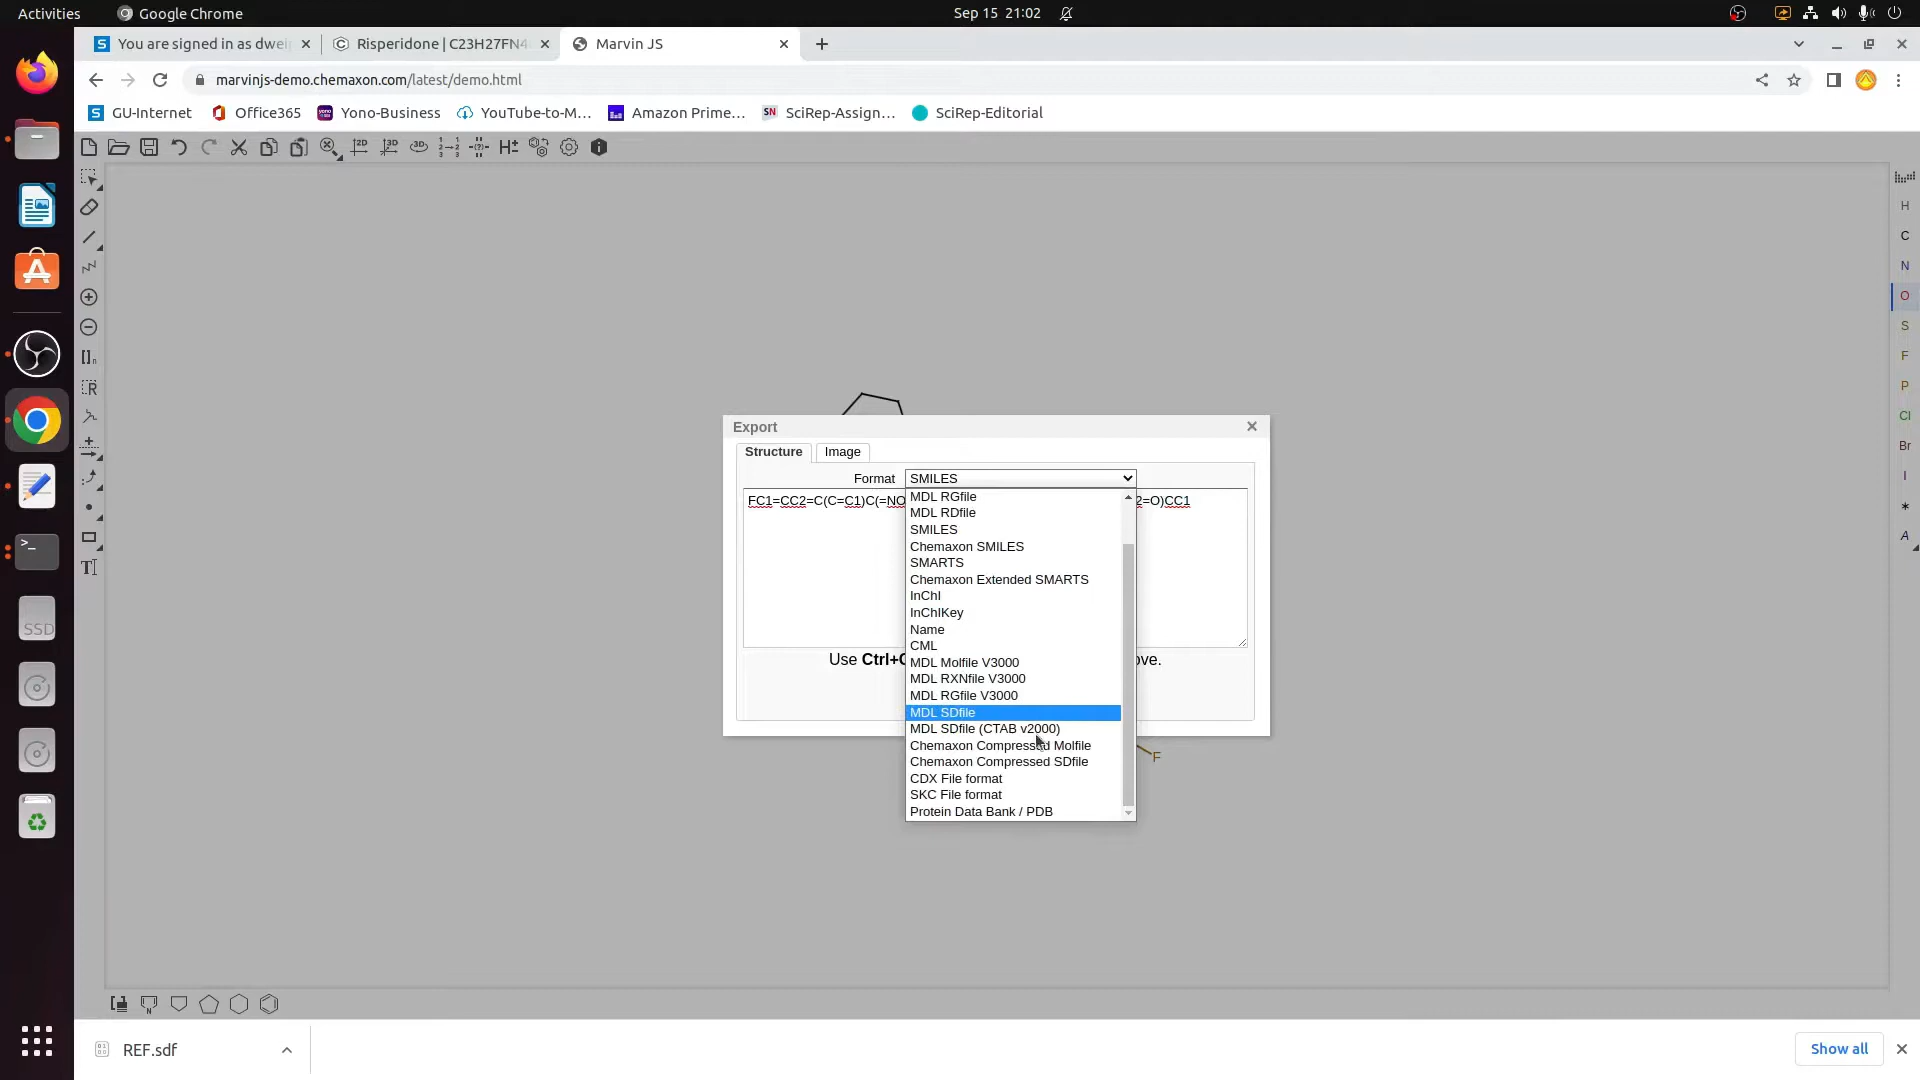 Activities
Google Chrome
Sep 15 21:02
You are signed in as dwei
Risperidone | C23H27FN4
Marvin JS
marvinjs-demo.chemaxon.com/latest/demo.html
GU-Internet
Office365
Yono-Business
YouTube-to-M...
Amazon Prime...
SciRep-Assign...
SciRep-Editorial
H
C
N
O
S
F
P
Cl
Br
I
*
A
Export
Structure
Image
Format
SMILES
FC1=CC2=C(C=C1)C(=NO
2=O)CC1
MDL RGfile
MDL RDfile
SMILES
Chemaxon SMILES
SMARTS
Chemaxon Extended SMARTS
InChI
InChIKey
Name
CML
MDL Molfile V3000
MDL RXNfile V3000
MDL RGfile V3000
MDL SDfile
MDL SDfile (CTAB v2000)
Chemaxon Compressed Molfile
Chemaxon Compressed SDfile
CDX File format
SKC File format
Protein Data Bank / PDB
Use Ctrl+C
ove.
F
SSD
REF.sdf
Show all